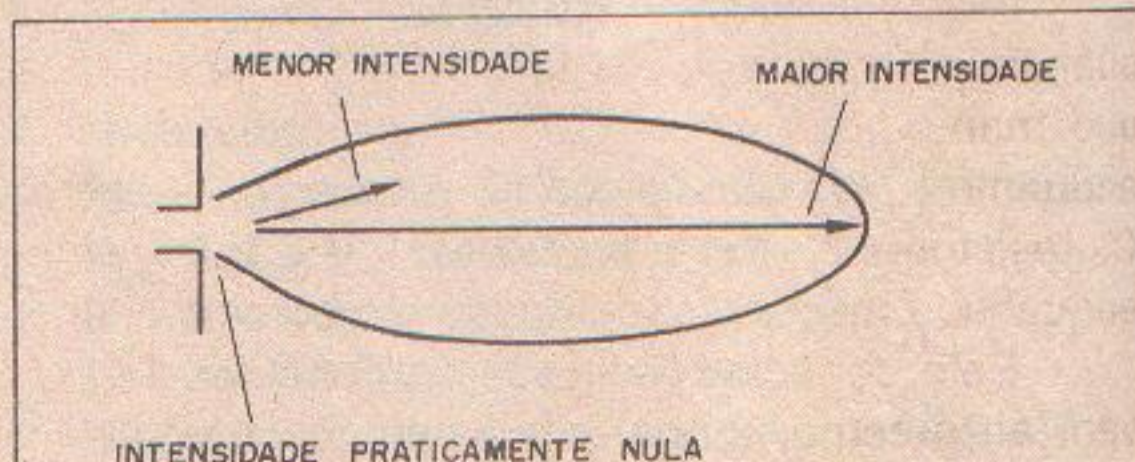 MENOR INTENSIDADE
MAIOR INTENSIDADE
INTENSIDADE PRATICAMENTE NULA